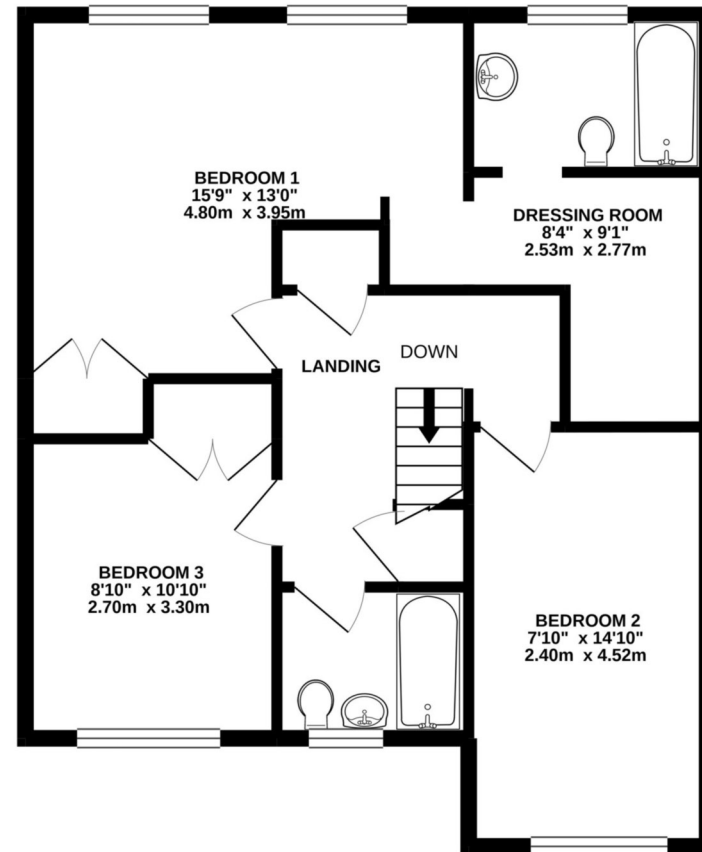 BEDROOM 1
15'9" x 13'0"
4.80m x 3.95m
DRESSING ROOM
8'4" x 9'1"
2.53m x 2.77m
LANDING
DOWN
BEDROOM 3
8'10" x 10'10"
2.70m x 3.30m
BEDROOM 2
7'10" x 14'10"
2.40m x 4.52m